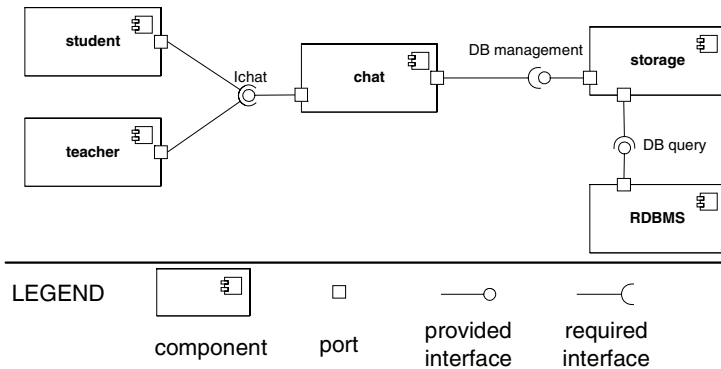 student
Ichat
chat
DB management
storage
teacher
DB query
RDBMS
LEGEND
component
port
provided
interface
required
interface